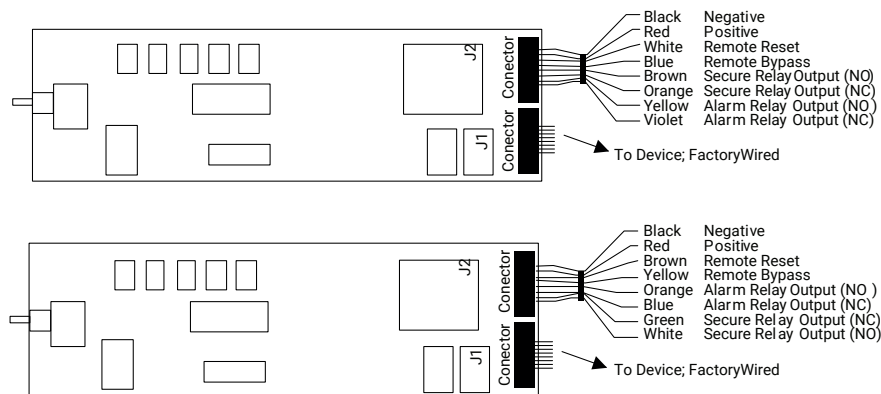 Black Negative
Red Positive
White Remote Reset
Blue Remote Bypass
Brown Secure Relay Output (NO)
Orange Secure Relay Output (NC)
Yellow Alarm Relay Output (NO)
Violet Alarm Relay Output (NC)
J2
Conector
J1
Conector
To Device; FactoryWired
Black Negative
Red Positive
Brown Remote Reset
Yellow Remote Bypass
Orange Alarm Relay Output (NO )
Blue Alarm Relay Output (NC)
Green Secure Relay Output (NC)
White Secure Relay Output (NO)
J2
Conector
J1
Conector
To Device; FactoryWired